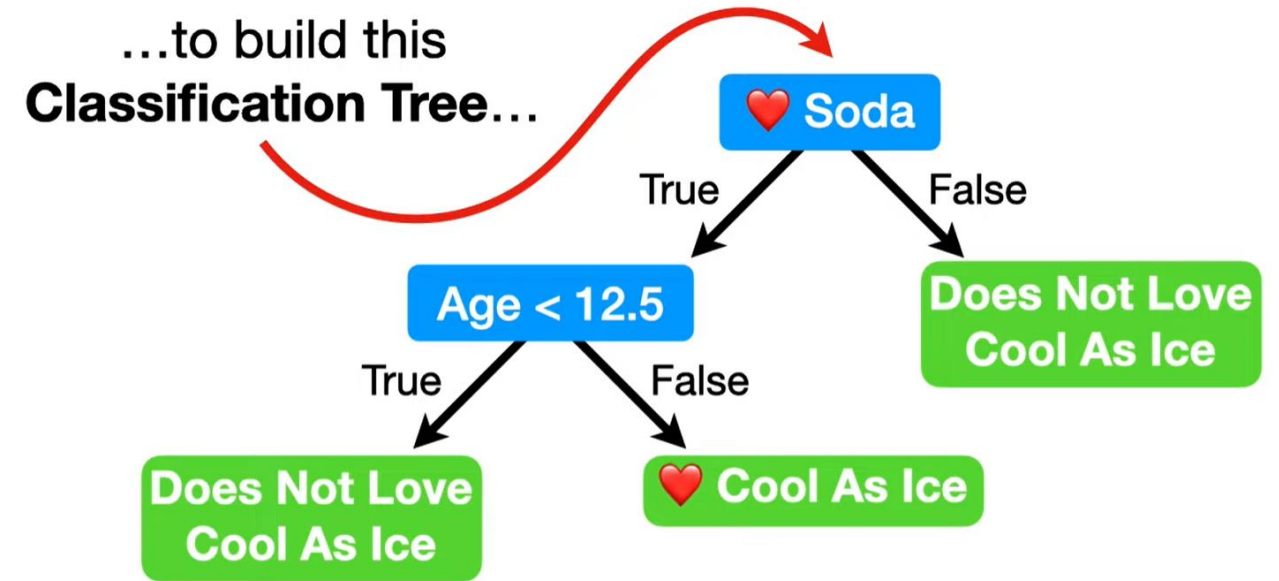 …to build this
Classification Tree…
❤️ Soda
True
False
Age < 12.5
Does Not Love
Cool As Ice
True
False
Does Not Love
Cool As Ice
❤️ Cool As Ice